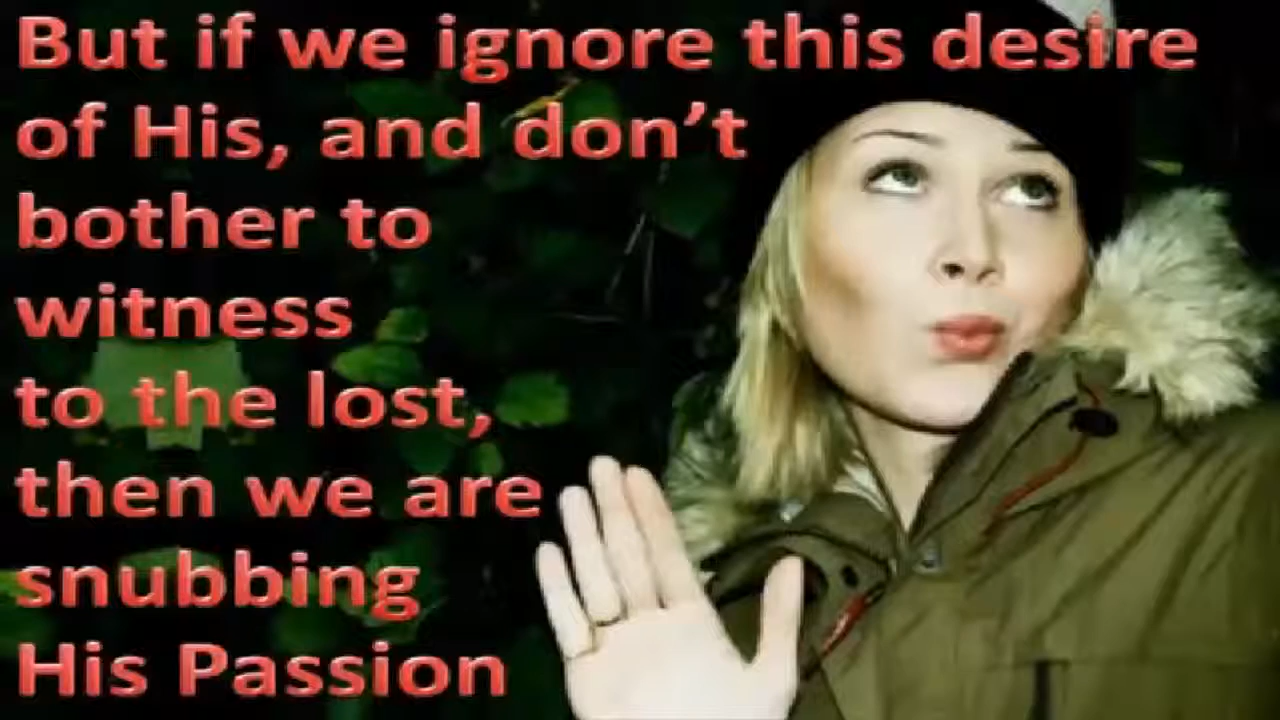 But if we ignore this desire
of His, and don’t
bother to
witness
to the lost,
then we are
snubbing
His Passion